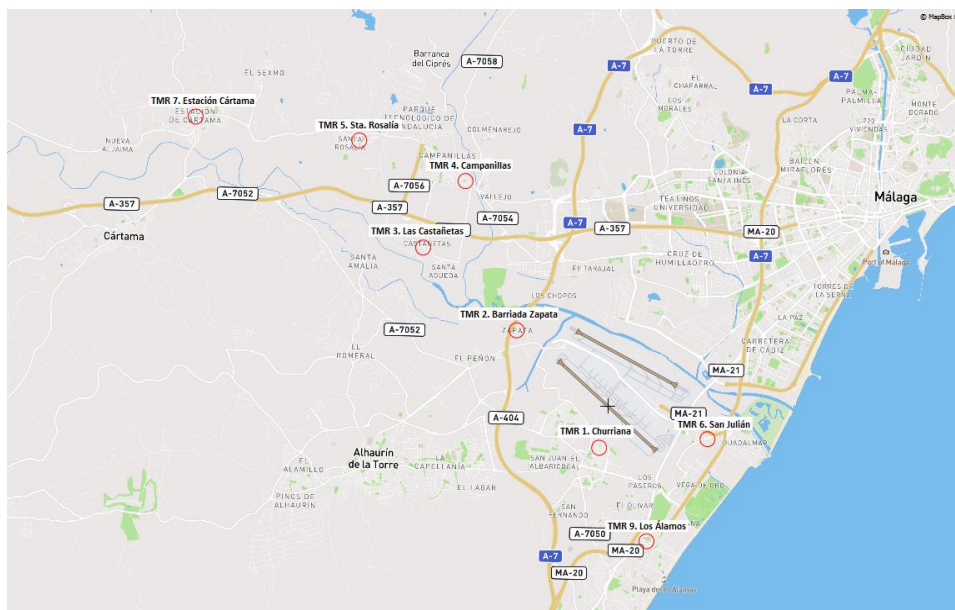 © MapBox
PUERTO DE
LA TORRE
CIUDAD
JARDÍN
Barranca
del Ciprés
A-7058
A-7
EL SEXMO
EL
CHAPARRAL
A-7
A-7
PALMA-
PALMILLA
LOS
MORALES
MONTE
DORADO
TMR 7. Estación Cártama
ESTACIÓN
DE CÁRTAMA
PARQUE
TECNOLÓGICO DE
ANDALUCÍA
TMR 5. Sta. Rosalía
SANTA
ROSALÍA
COLMENAREJO
A-7
LA CORTA
720
VIVIENDAS
NUEVA
ALJAIMA
CAMPANILLAS
TMR 4. Campanillas
BAILÉN
MIRAFLORES
COLONIA
SANTA INÉS
A-7052
A-7056
VALLEJO
TEATINOS
UNIVERSIDAD
Málaga
A-357
A-357
A-7054
A-7
A-357
MA-20
Cártama
TMR 3. Las Castañetas
CASTAÑETAS
SANTA
AMALIA
SANTA
AGUEDA
EL TARAJAL
CRUZ DE
HUMILLADERO
A-7
Port of Málaga
LOS CHOPOS
TORRES DE
LA SERNA
TMR 2. Barriada Zapata
ZAPATA
LA PAZ
A-7052
EL
ROMERAL
EL PEÑÓN
CARRETERA
DE CÁDIZ
MA-21
A-404
MA-21
TMR 1. Churriana
TMR 6. San Julián
GUADALMAR
Alhaurín
de la Torre
LA
CAPELLANÍA
SAN JUAN-EL
ALBARICOQAL
EL
ALAMILLO
EL LAGAR
LOS
PASEROS
VEGA DE ORO
PINOS DE
ALHAURÍN
SAN
FERNANDO
EL OLIVAR
A-7050
TMR 9. Los Álamos
MA-20
A-7
MA-20
Playa de los Álamos